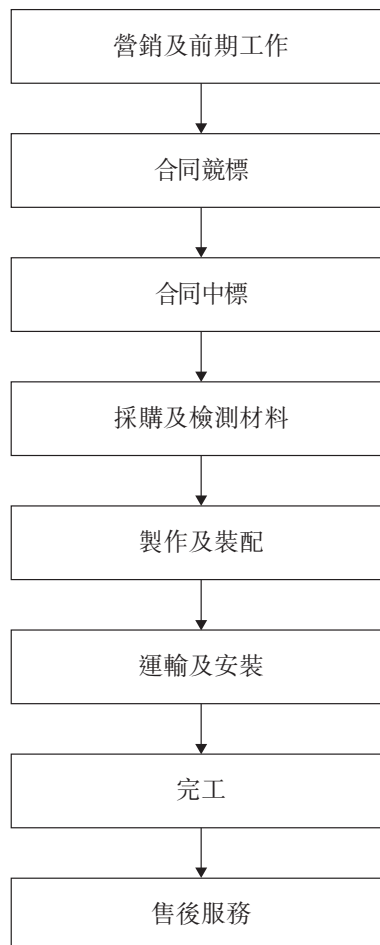 營銷及前期工作
合同競標
合同中標
採購及檢測材料
製作及裝配
運輸及安裝
完工
售後服務